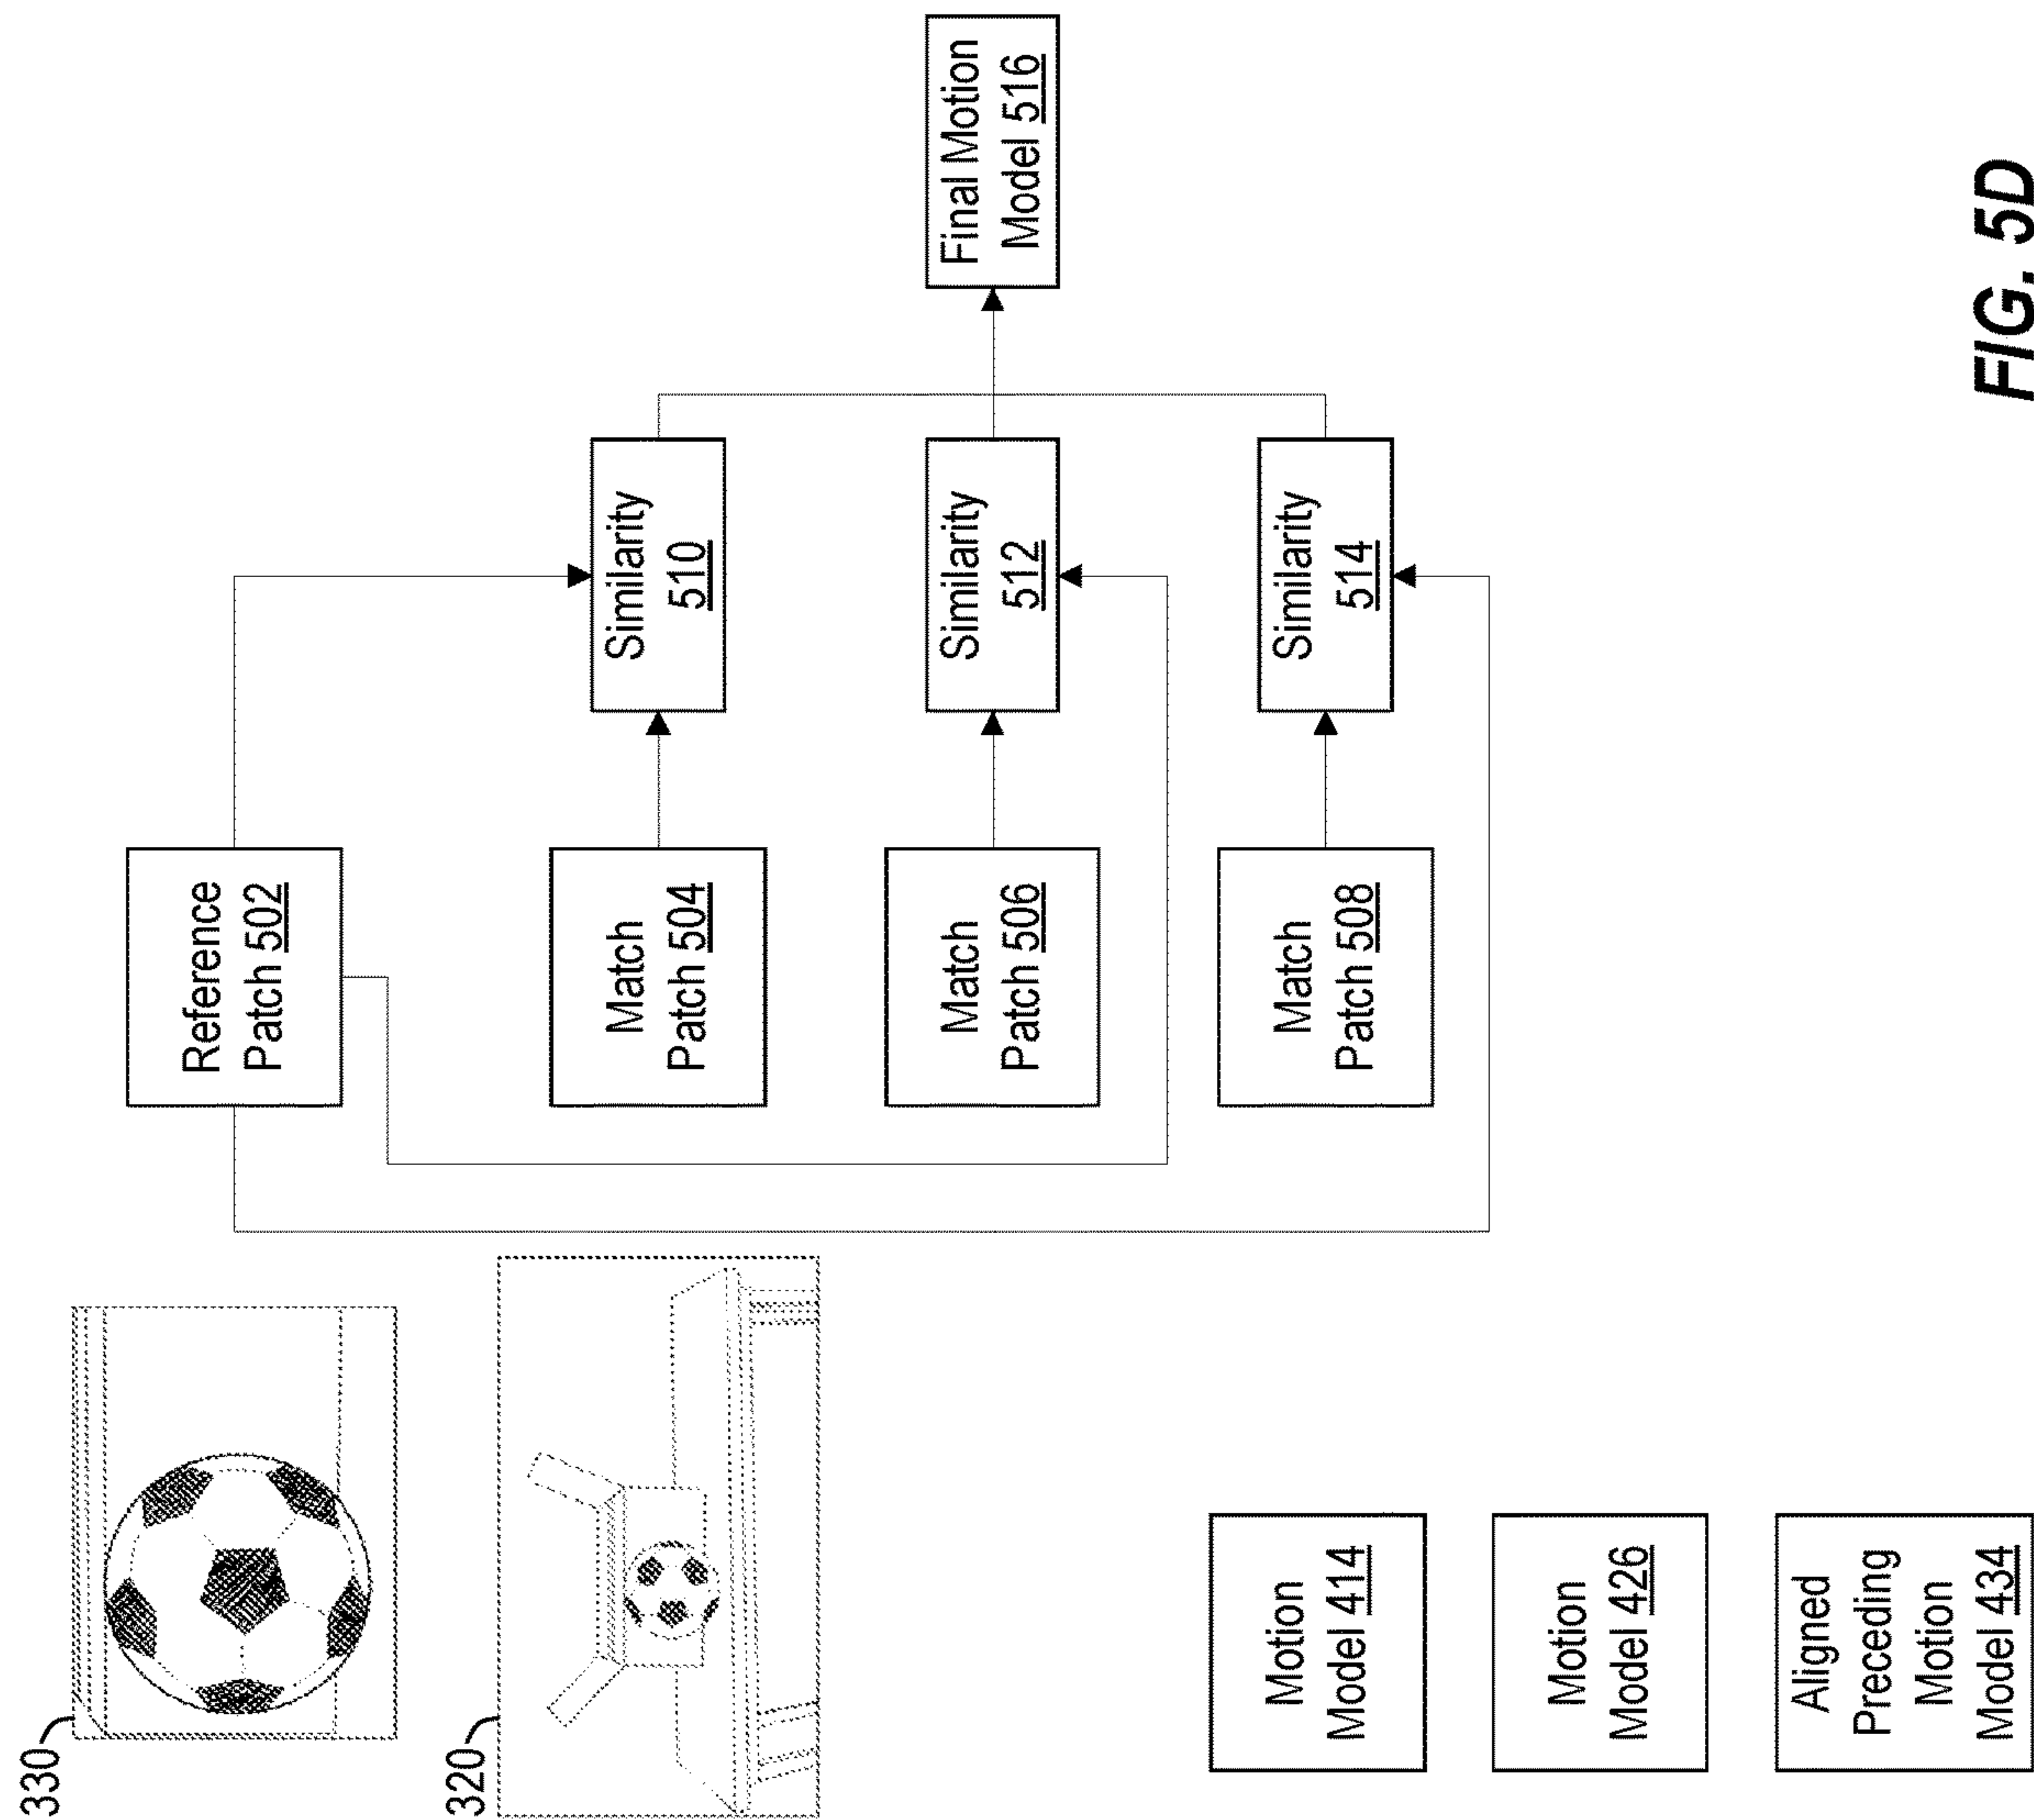 330
320
Motion
Model 414
Motion
Model 426
Aligned
Preceding
Motion
Model 434
Reference
Patch 502
Match
Patch 504
Match
Patch 506
Match
Patch 508
Similarity
510
Similarity
512
Similarity
514
Final Motion
Model 516
FIG. 5D